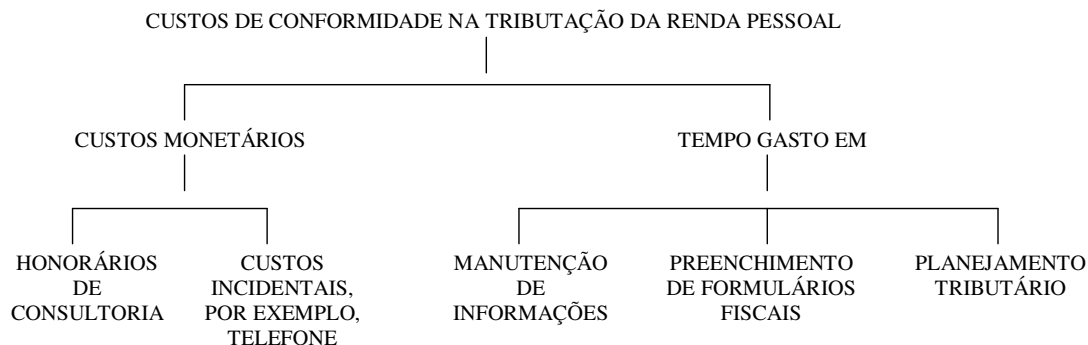 CUSTOS DE CONFORMIDADE NA TRIBUTAÇÃO DA RENDA PESSOAL
CUSTOS MONETÁRIOS
TEMPO GASTO EM
HONORÁRIOS
DE
CONSULTORIA
CUSTOS
INCIDENTAIS,
POR EXEMPLO,
TELEFONE
MANUTENÇÃO
DE
INFORMAÇÕES
PREENCHIMENTO
DE FORMULÁRIOS
FISCAIS
PLANEJAMENTO
TRIBUTÁRIO